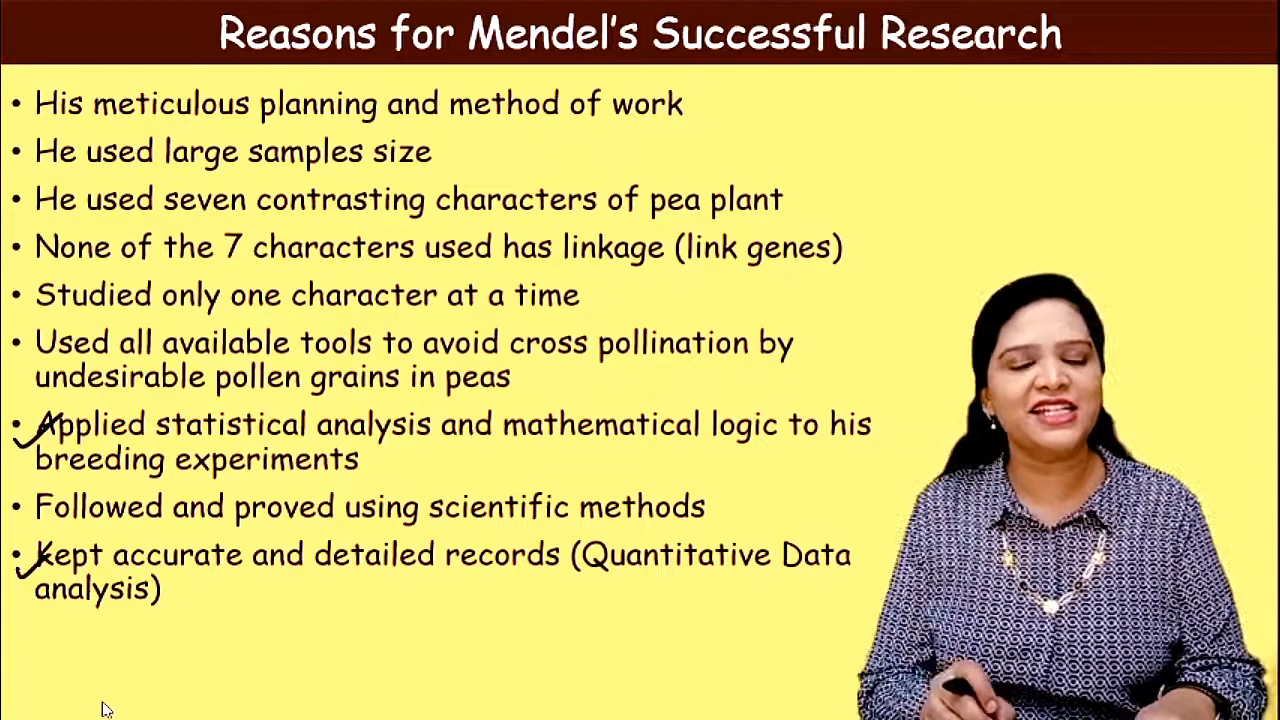 Reasons for Mendel's Successful Research
• His meticulous planning and method of work
• He used large samples size
• He used seven contrasting characters of pea plant
• None of the 7 characters used has linkage (link genes)
• Studied only one character at a time
• Used all available tools to avoid cross pollination by
undesirable pollen grains in peas
• Applied statistical analysis and mathematical logic to his
breeding experiments
• Followed and proved using scientific methods
• Kept accurate and detailed records (Quantitative Data
analysis)